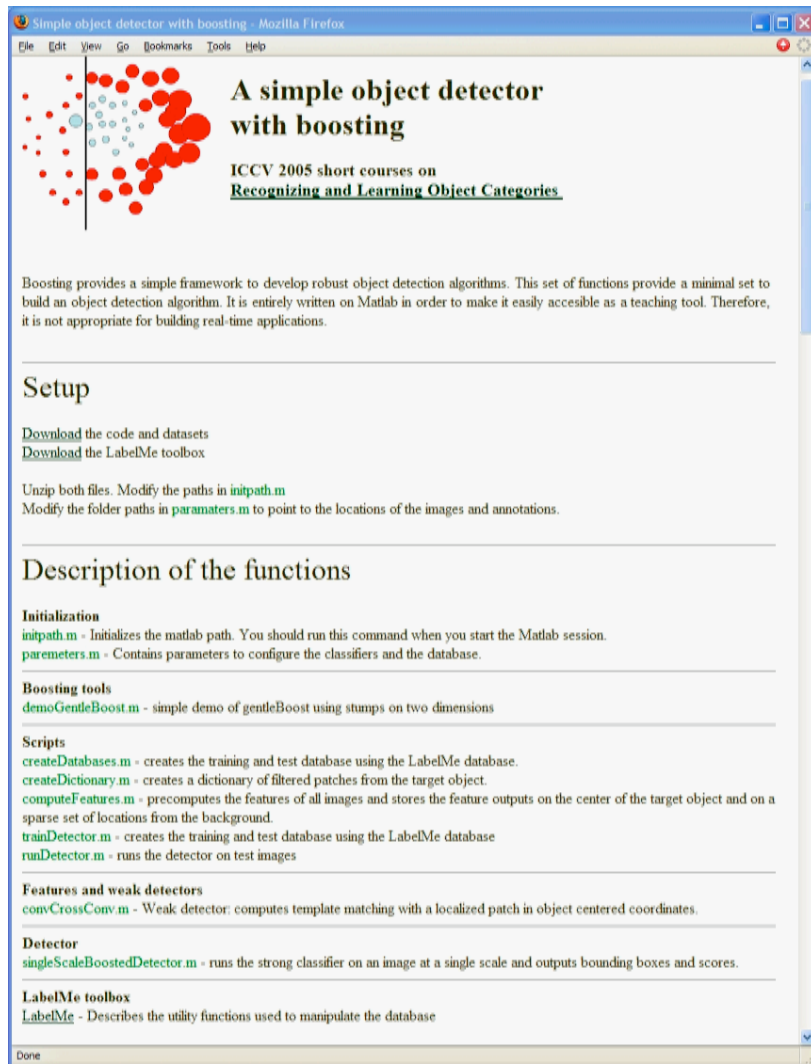 Simple object detector with boosting - Mozilla Firefox
File Edit View Go Bookmarks Tools Help
A simple object detector
with boosting
ICCV 2005 short courses on
Recognizing and Learning Object Categories
Boosting provides a simple framework to develop robust object detection algorithms. This set of functions provide a minimal set to
build an object detection algorithm. It is entirely written on Matlab in order to make it easily accesible as a teaching tool. Therefore,
it is not appropriate for building real-time applications.
Setup
Download the code and datasets
Download the LabelMe toolbox
Unzip both files. Modify the paths in initpath.m
Modify the folder paths in paramaters.m to point to the locations of the images and annotations.
Description of the functions
Initialization
initpath.m - Initializes the matlab path. You should run this command when you start the Matlab session.
paremeters.m - Contains parameters to configure the classifiers and the database.
Boosting tools
demoGentleBoost.m - simple demo of gentleBoost using stumps on two dimensions
Scripts
createDatabases.m - creates the training and test database using the LabelMe database.
createDictionary.m - creates a dictionary of filtered patches from the target object.
computeFeatures.m - precomputes the features of all images and stores the feature outputs on the center of the target object and on a
sparse set of locations from the background.
trainDetector.m - creates the training and test database using the LabelMe database
runDetector.m - runs the detector on test images
Features and weak detectors
convCrossConv.m - Weak detector: computes template matching with a localized patch in object centered coordinates.
Detector
singleScaleBoostedDetector.m - runs the strong classifier on an image at a single scale and outputs bounding boxes and scores.
LabelMe toolbox
LabelMe - Describes the utility functions used to manipulate the database
Done